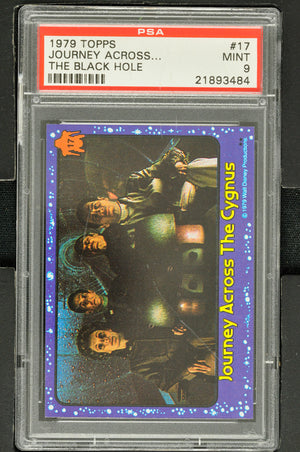 PSA
1979 TOPPS #17
JOURNEY ACROSS... MINT
THE BLACK HOLE 9
21893484
17
Journey Across The Cygnus
© 1979 Walt Disney Productions